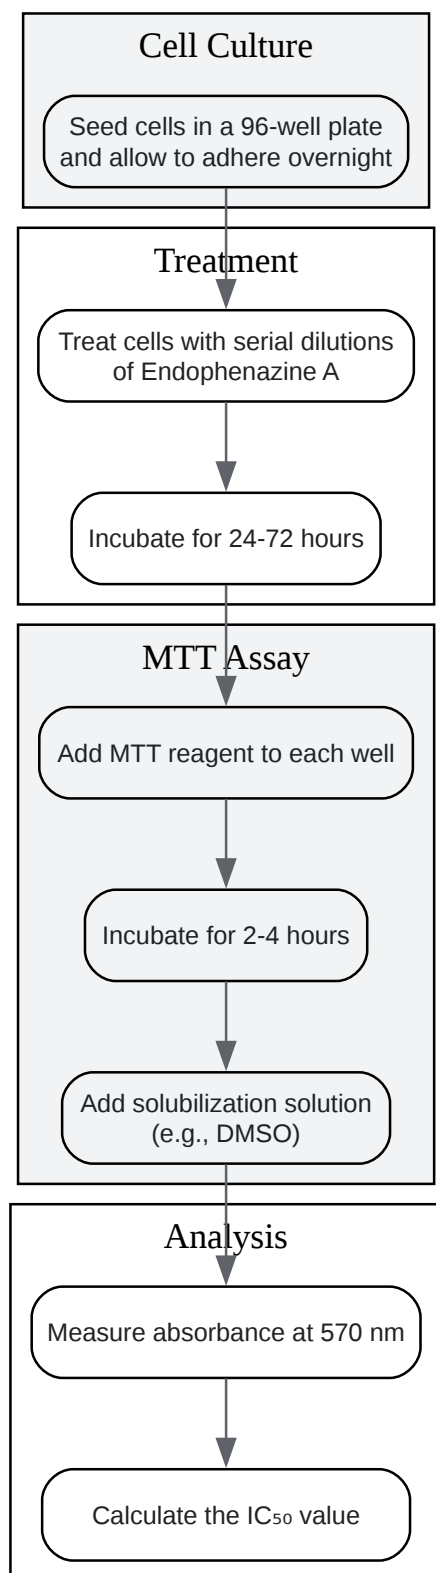 Cell Culture
Seed cells in a 96-well plate
and allow to adhere overnight
Treatment
Treat cells with serial dilutions
of Endophenazine A
Incubate for 24-72 hours
MTT Assay
Add MTT reagent to each well
Incubate for 2-4 hours
Add solubilization solution
(e.g., DMSO)
Analysis
Measure absorbance at 570 nm
Calculate the IC₅₀ value